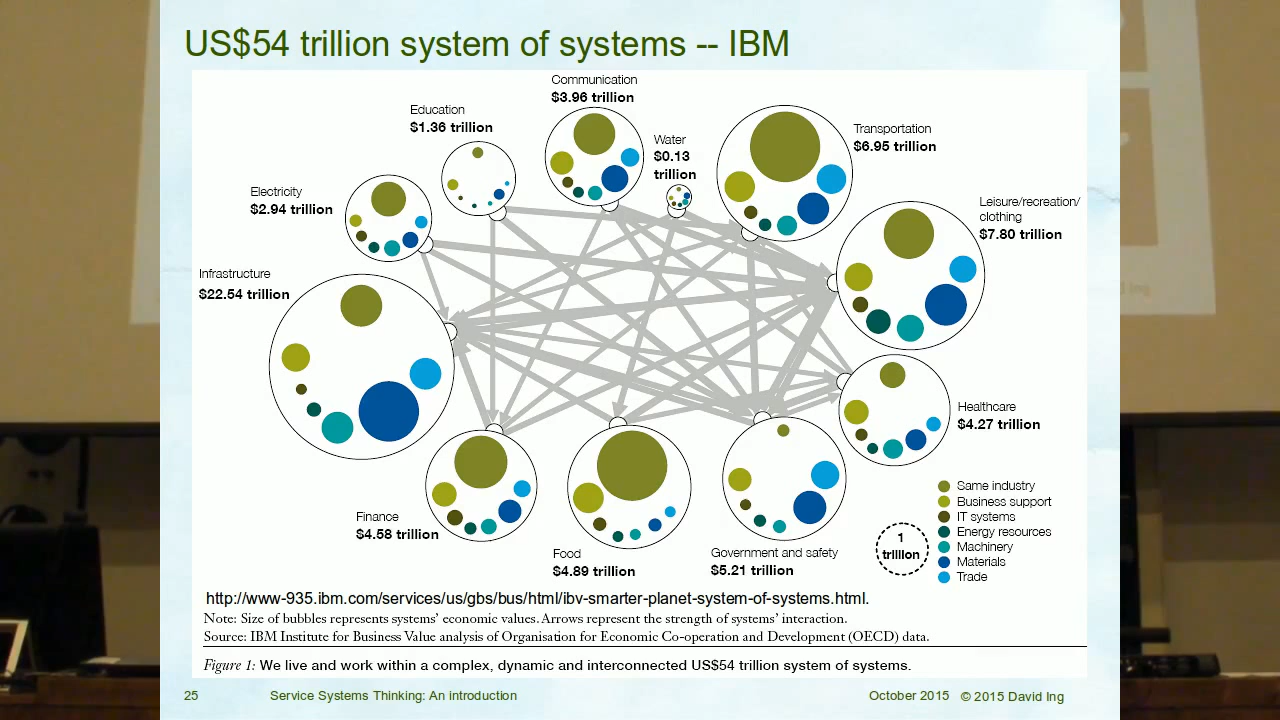 US$54 trillion system of systems -- IBM
Communication
$3.96 trillion
Education
$1.36 trillion
Water
$0.13
trillion
Transportation
$6.95 trillion
Electricity
$2.94 trillion
Leisure/recreation/
clothing
$7.80 trillion
Infrastructure
$22.54 trillion
Healthcare
$4.27 trillion
Finance
$4.58 trillion
Food
$4.89 trillion
Government and safety
$5.21 trillion
1
trillion
Same industry
Business support
IT systems
Energy resources
Machinery
Materials
Trade
http://www-935.ibm.com/services/us/gbs/bus/html/ibv-smarter-planet-system-of-systems.html.
Note: Size of bubbles represents systems' economic values. Arrows represent the strength of systems' interaction.
Source: IBM Institute for Business Value analysis of Organisation for Economic Co-operation and Development (OECD) data.
Figure 1: We live and work within a complex, dynamic and interconnected US$54 trillion system of systems.
25 Service Systems Thinking: An introduction October 2015 © 2015 David Ing